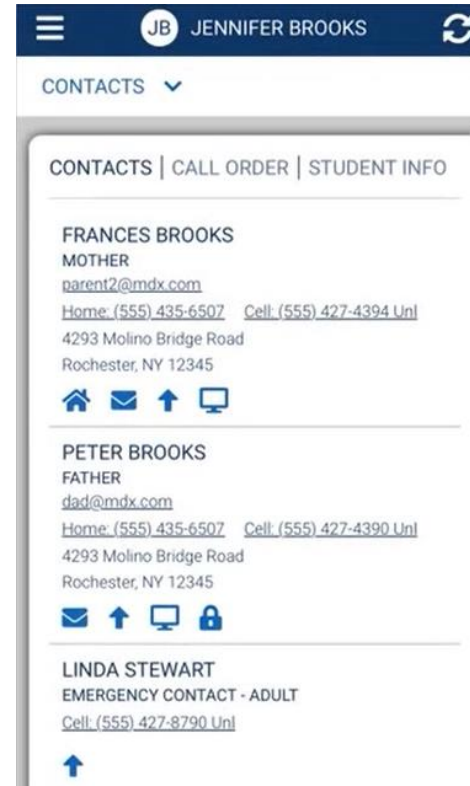 JB JENNIFER BROOKS
CONTACTS
CONTACTS | CALL ORDER | STUDENT INFO
FRANCES BROOKS
MOTHER
parent2@mdx.com
Home: (555) 435-6507 Cell: (555) 427-4394 Unl
4293 Molino Bridge Road
Rochester, NY 12345
PETER BROOKS
FATHER
dad@mdx.com
Home: (555) 435-6507 Cell: (555) 427-4390 Unl
4293 Molino Bridge Road
Rochester, NY 12345
LINDA STEWART
EMERGENCY CONTACT - ADULT
Cell: (555) 427-8790 Unl